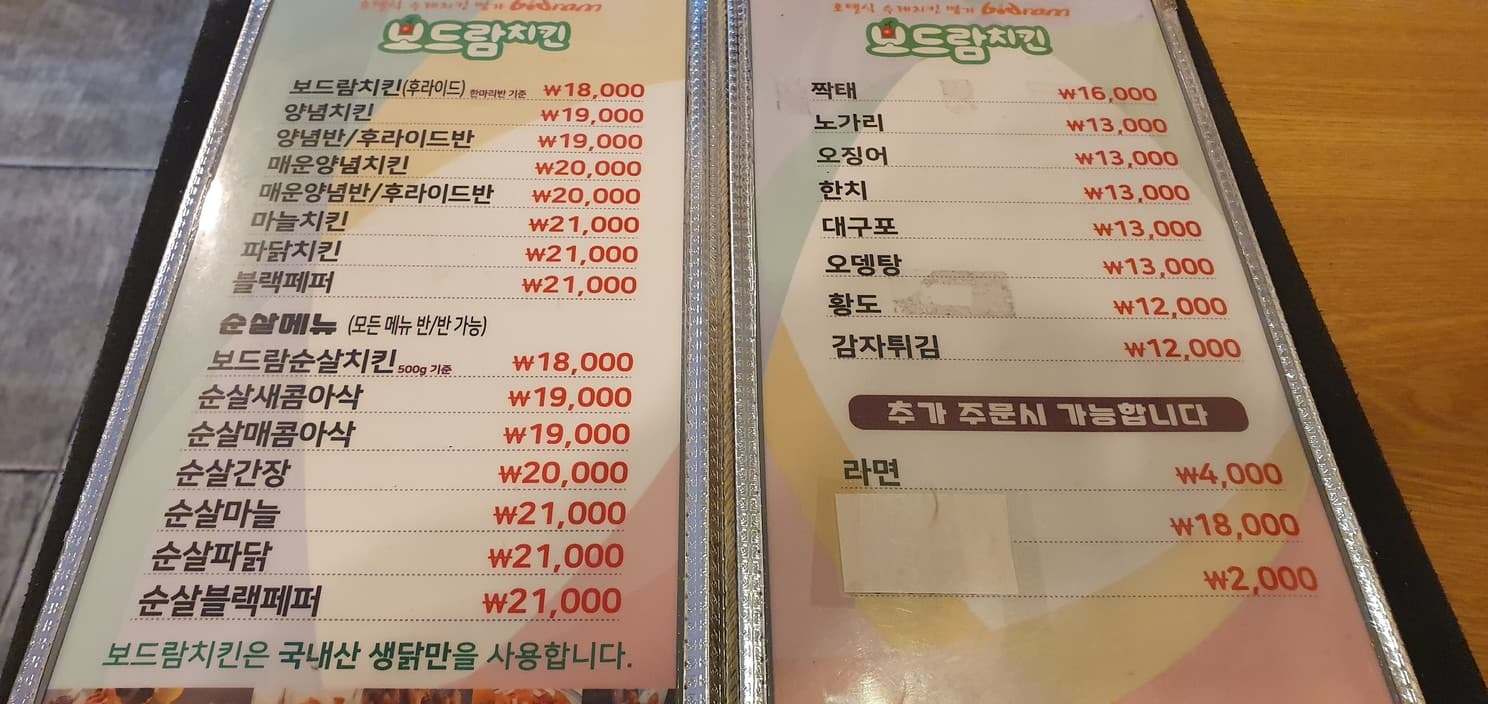 bidram
보드람치킨
보드람치킨(후라이드) 한마리반 기준 ₩18,000
양념치킨 ₩19,000
양념반/후라이드반 ₩19,000
매운양념치킨 ₩20,000
매운양념반/후라이드반 ₩20,000
마늘치킨 ₩21,000
파닭치킨 ₩21,000
블랙페퍼 ₩21,000
순살메뉴 (모든 메뉴 반/반 가능)
보드람순살치킨 500g 기준 ₩18,000
순살새콤아삭 ₩19,000
순살매콤아삭 ₩19,000
순살간장 ₩20,000
순살마늘 ₩21,000
순살파닭 ₩21,000
순살블랙페퍼 ₩21,000
보드람치킨은 국내산 생닭만을 사용합니다.
bidram
보드람치킨
짝태 ₩16,000
노가리 ₩13,000
오징어 ₩13,000
한치 ₩13,000
대구포 ₩13,000
오뎅탕 ₩13,000
황도 ₩12,000
감자튀김 ₩12,000
추가 주문시 가능합니다
라면 ₩4,000
₩18,000
₩2,000